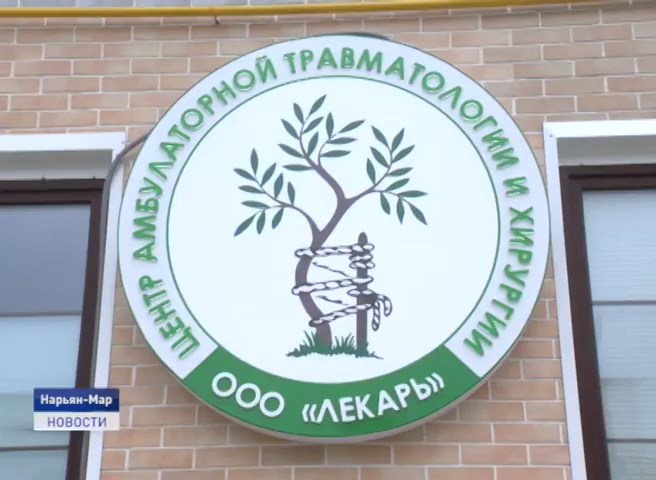 ЦЕНТР АМБУЛАТОРНОЙ ТРАВМАТОЛОГИИ И ХИРУРГИИ
ООО «ЛЕКАРЬ»
Нарьян-Мар
НОВОСТИ